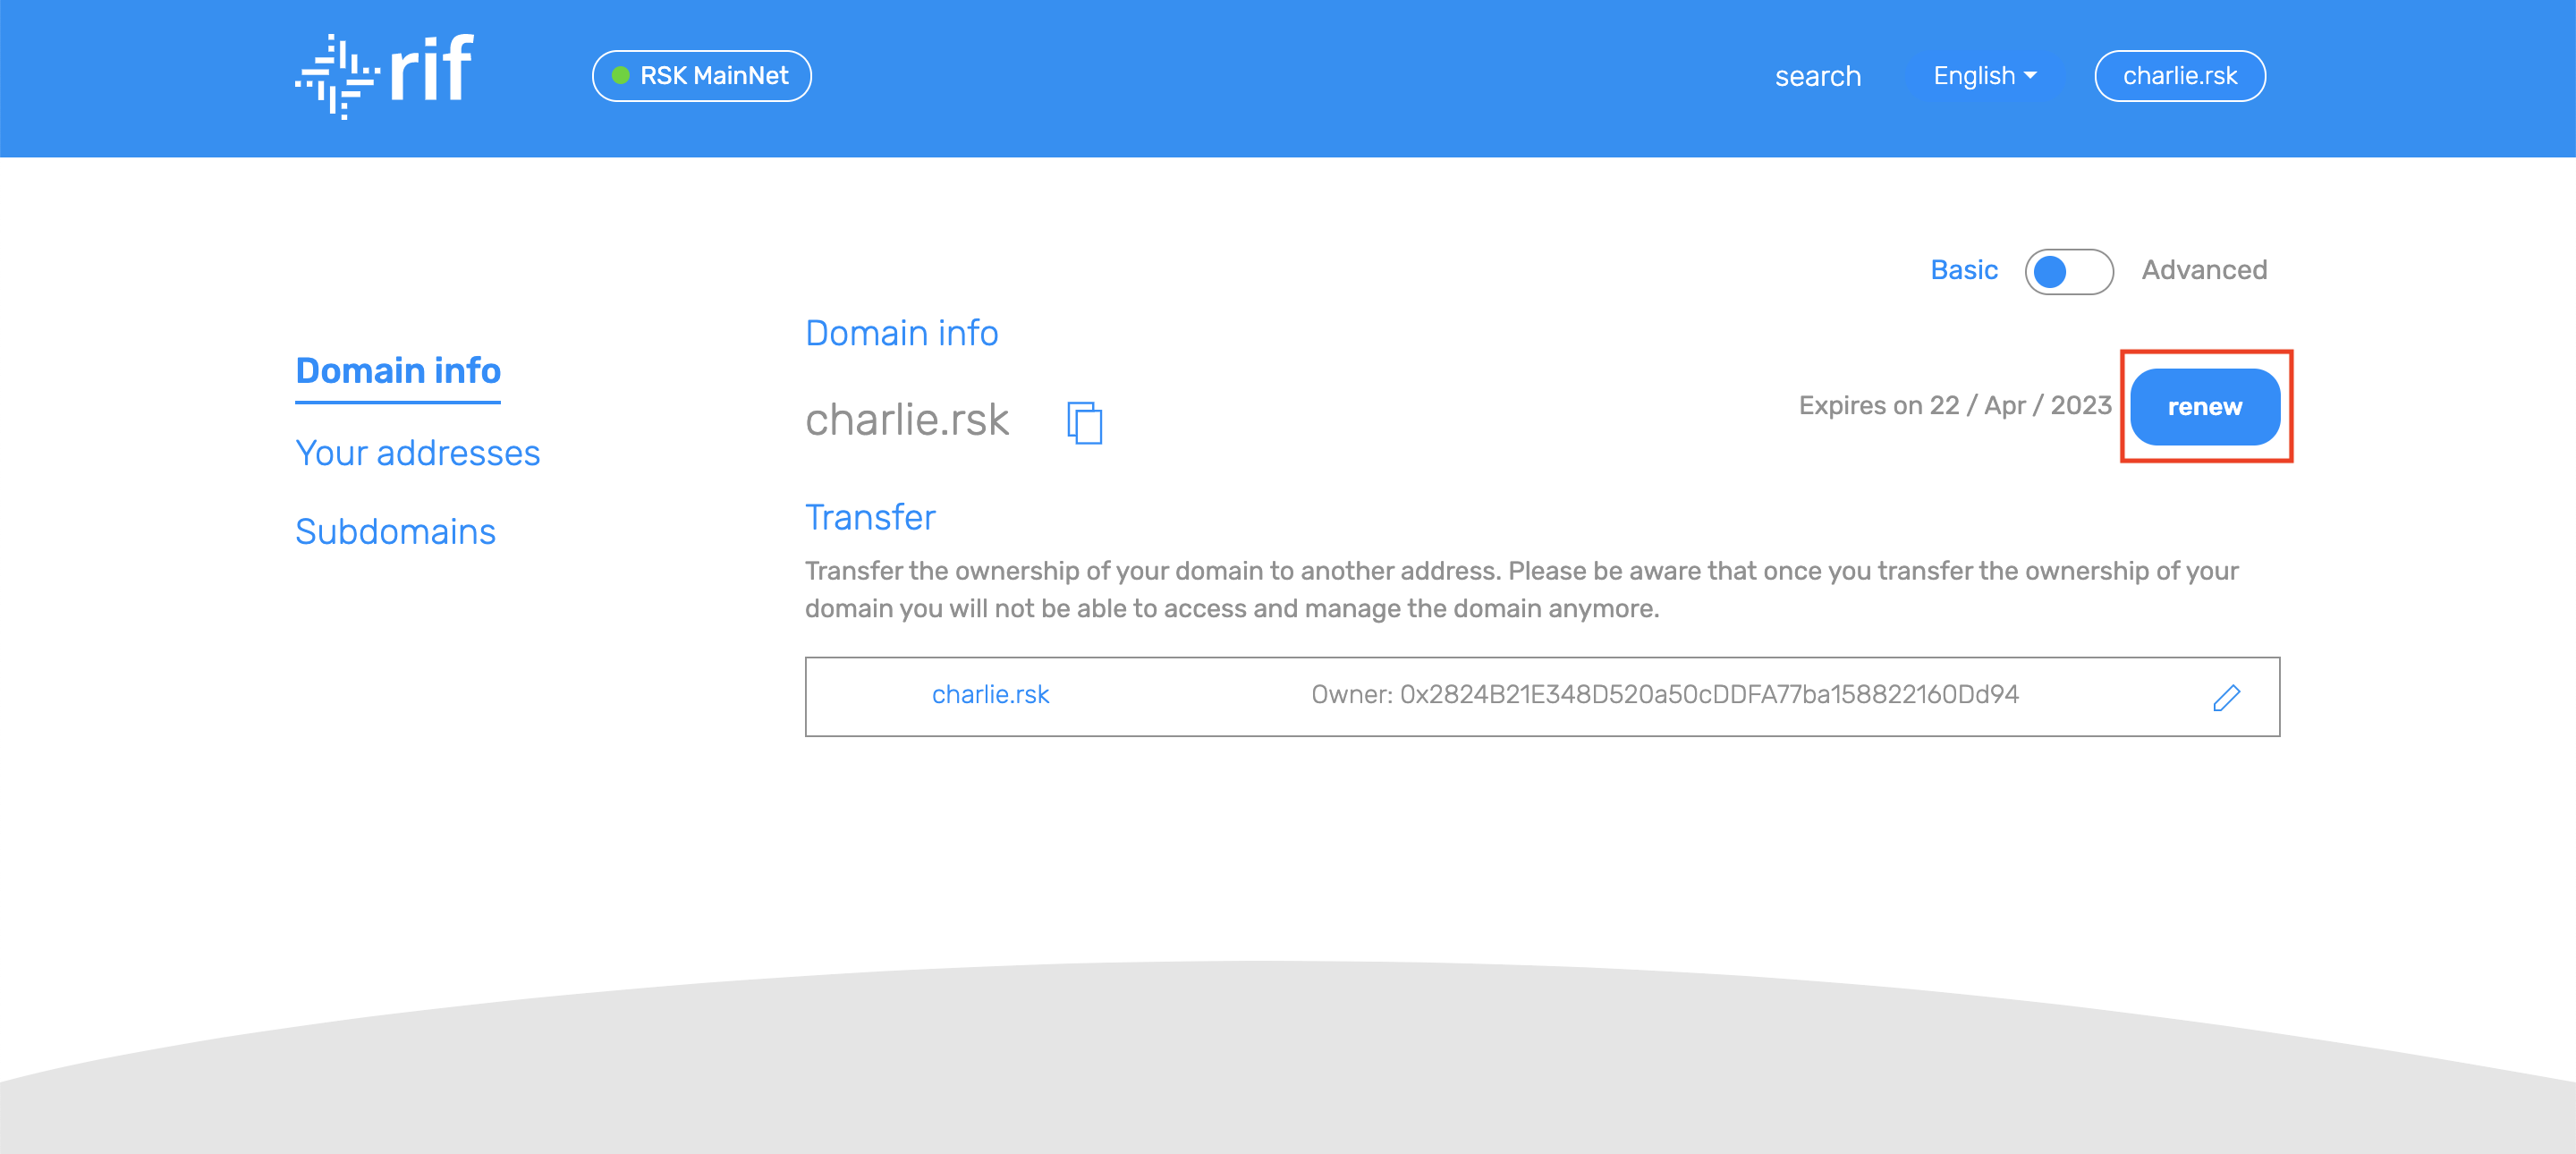 rif
RSK MainNet
search
English
charlie.rsk
Basic
Advanced
Domain info
Your addresses
Subdomains
Domain info
charlie.rsk
Expires on 22 / Apr / 2023
renew
Transfer
Transfer the ownership of your domain to another address. Please be aware that once you transfer the ownership of your
domain you will not be able to access and manage the domain anymore.
charlie.rsk
Owner: 0x2824B21E348D520a50cDDFA77ba158822160Dd94